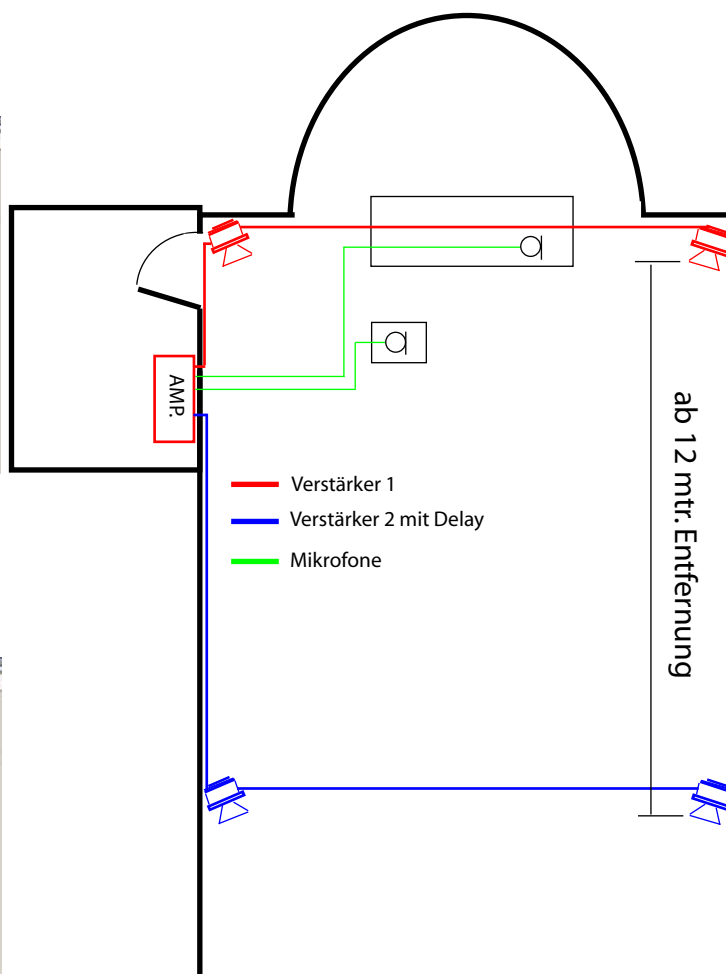 AMP.
ab 12 mtr. Entfernung
Verstärker 1
Verstärker 2 mit Delay
Mikrofone